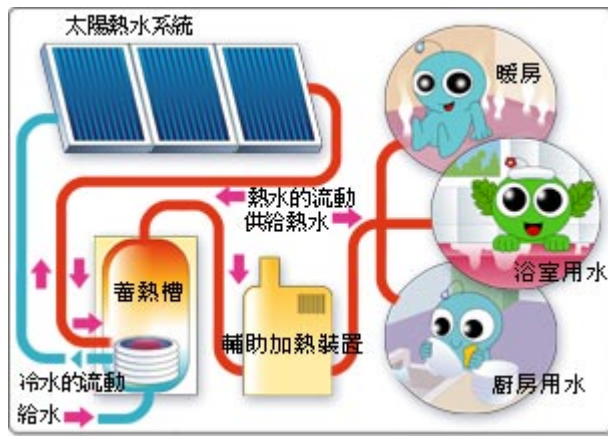 太陽熱水系統
暖房
熱水的流動
供給熱水
浴室用水
蓄熱槽
輔助加熱裝置
冷水的流動
廚房用水
給水